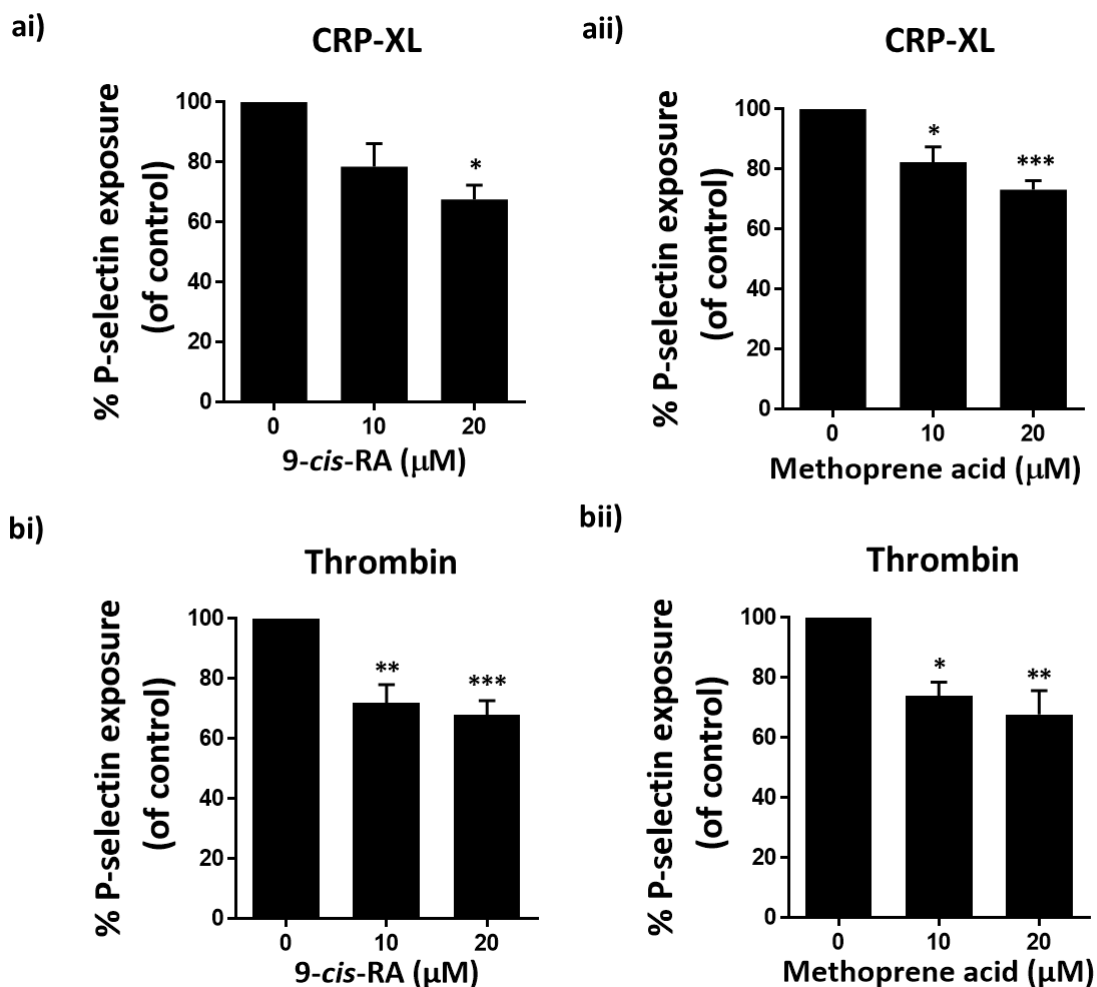 ai)
CRP-XL
% P-selectin exposure
(of control)
100
80
60
40
20
0
0 10 20
9-cis-RA (μM)
*
aii)
CRP-XL
% P-selectin exposure
(of control)
100
80
60
40
20
0
0 10 20
Methoprene acid (μM)
* ***
bi)
Thrombin
% P-selectin exposure
(of control)
100
80
60
40
20
0
0 10 20
9-cis-RA (μM)
** ***
bii)
Thrombin
% P-selectin exposure
(of control)
100
80
60
40
20
0
0 10 20
Methoprene acid (μM)
* **